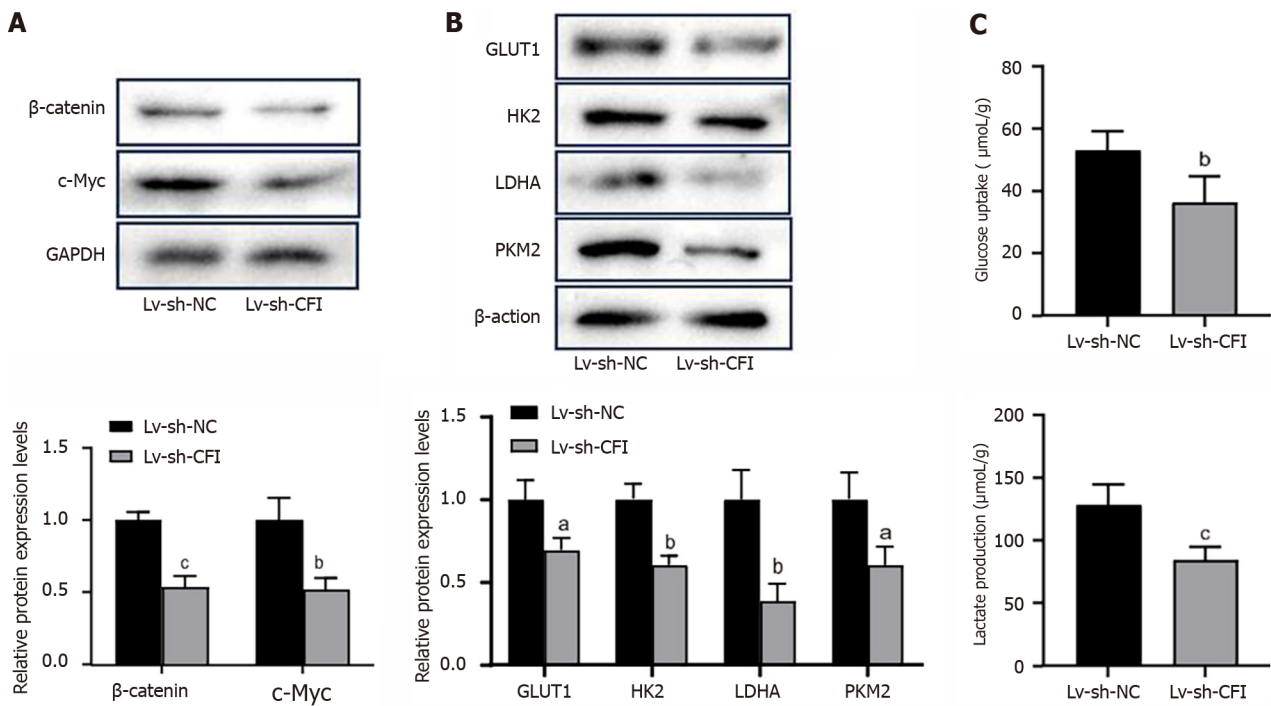 A
β-catenin
c-Myc
GAPDH
Lv-sh-NC Lv-sh-CFI
Relative protein expression levels
Lv-sh-NC
Lv-sh-CFI
1.5
1.0
0.5
0.0
c
b
β-catenin c-Myc
B
GLUT1
HK2
LDHA
PKM2
β-action
Lv-sh-NC Lv-sh-CFI
Relative protein expression levels
Lv-sh-NC
Lv-sh-CFI
1.5
1.0
0.5
0.0
a
b
b
a
GLUT1 HK2 LDHA PKM2
C
Glucose uptake ( µmoL/g)
80
60
40
20
0
b
Lv-sh-NC Lv-sh-CFI
Lactate production (µmoL/g)
200
150
100
50
0
c
Lv-sh-NC Lv-sh-CFI